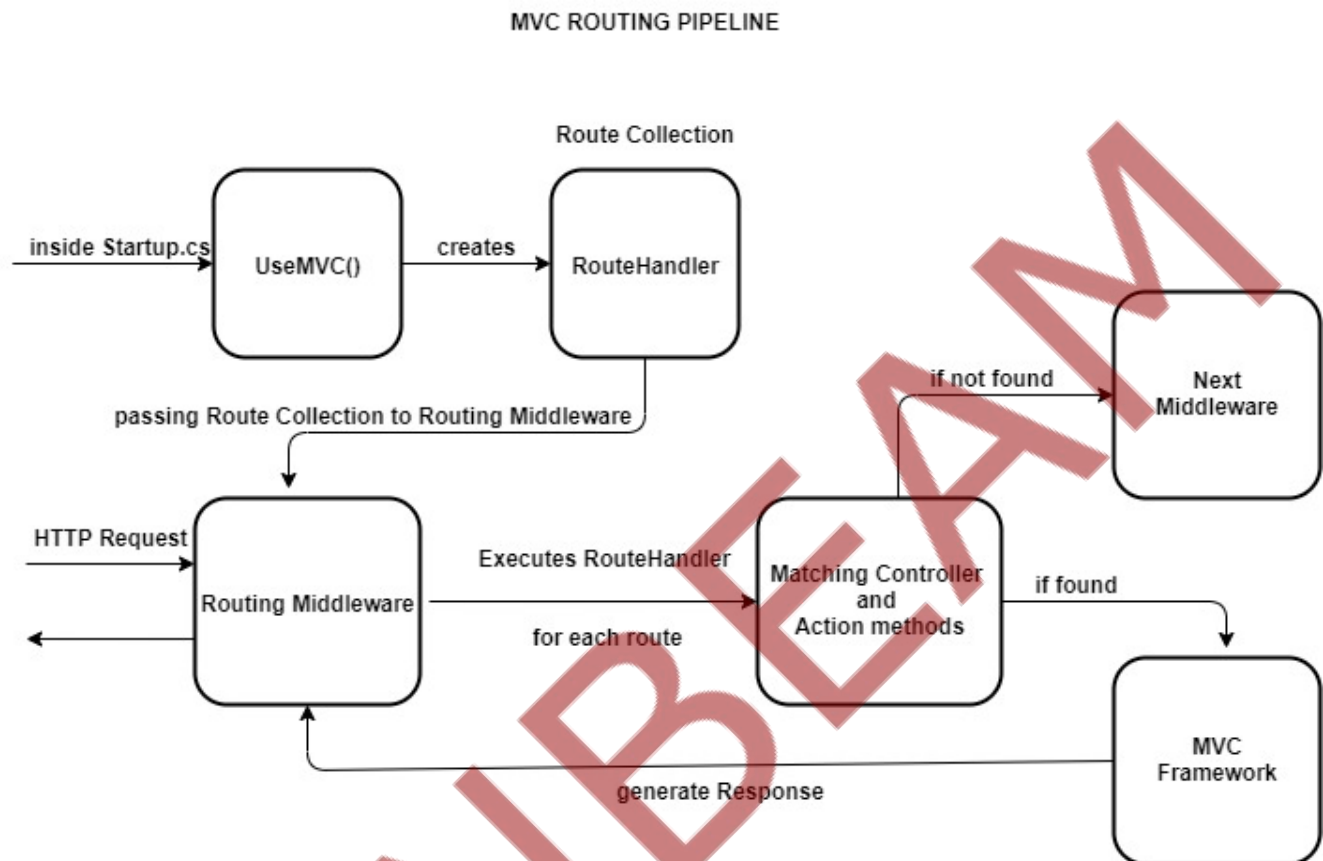 MVC ROUTING PIPELINE
Route Collection
inside Startup.cs
UseMVC()
creates
RouteHandler
if not found
Next
Middleware
passing Route Collection to Routing Middleware
HTTP Request
Routing Middleware
Executes RouteHandler
for each route
Matching Controller
and
Action methods
if found
MVC
Framework
generate Response